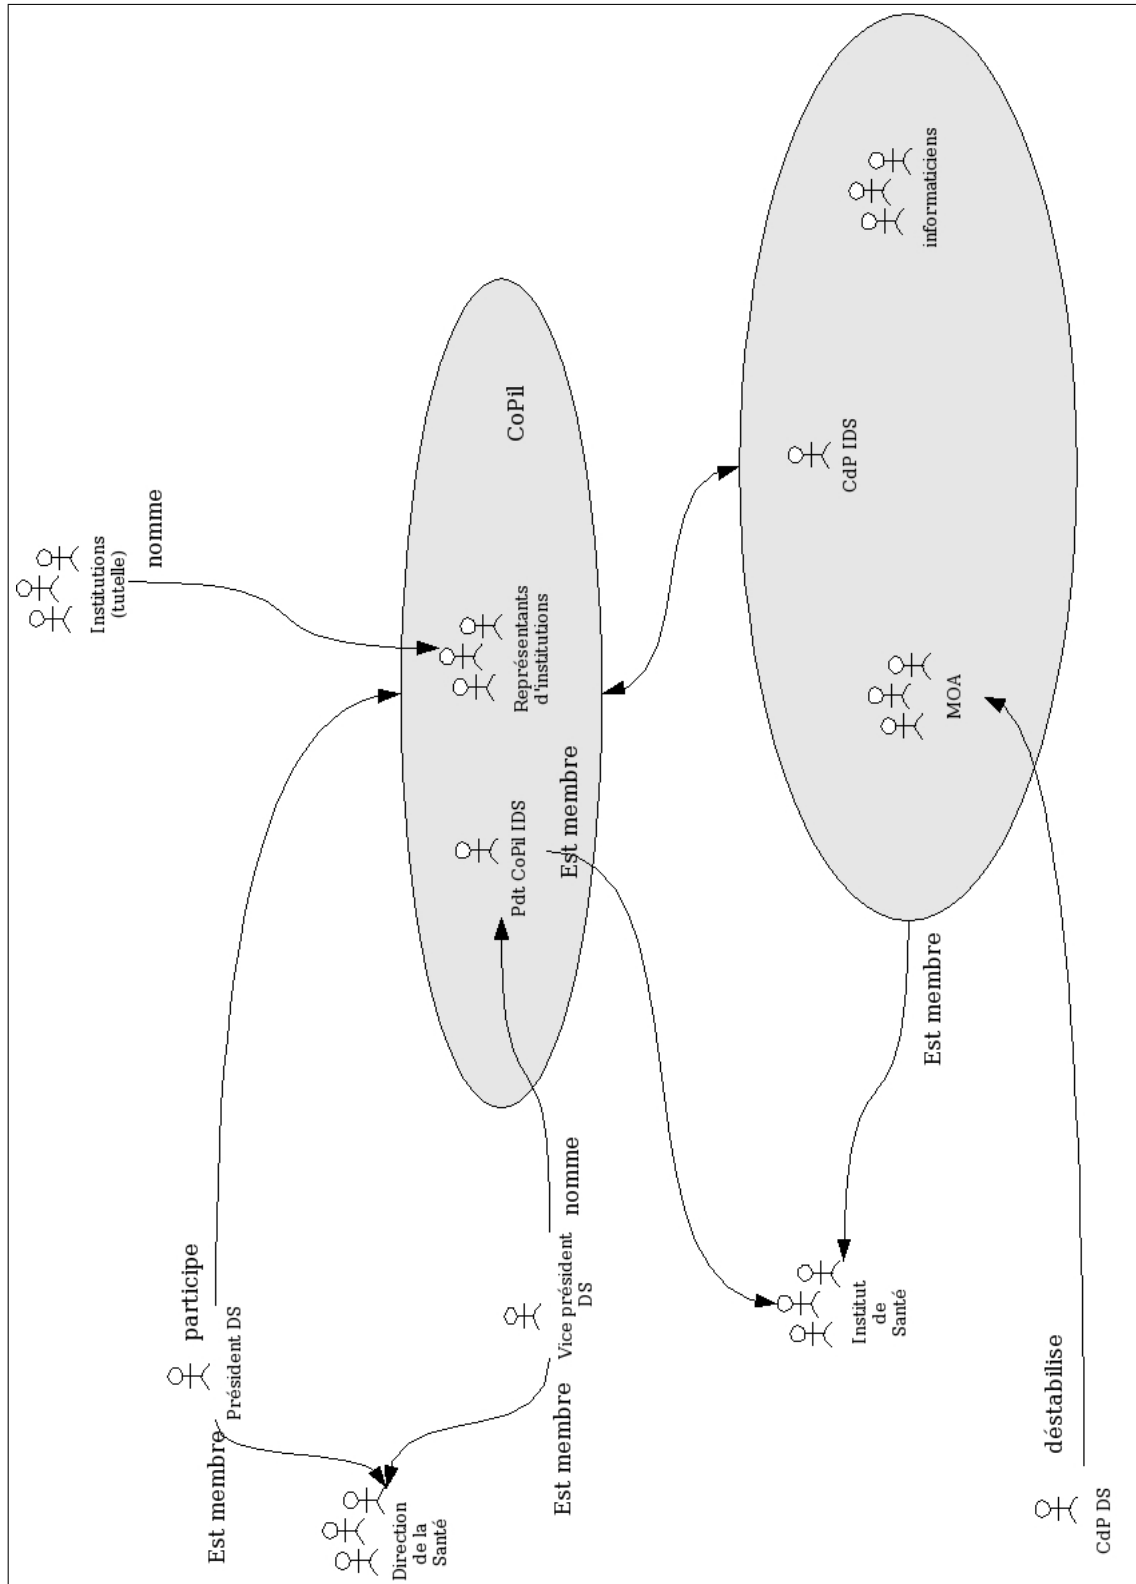 Institutions
(tutelle)
nomme
participe
Président DS
Est membre
Direction
de la
Santé
Représentants
d'institutions
CoPil
Pdt CoPil IDS
Est membre
Vice président
DS
nomme
Est membre
informaticiens
CdP IDS
MOA
Est membre
Institut
de
Santé
déstabilise
CdP DS